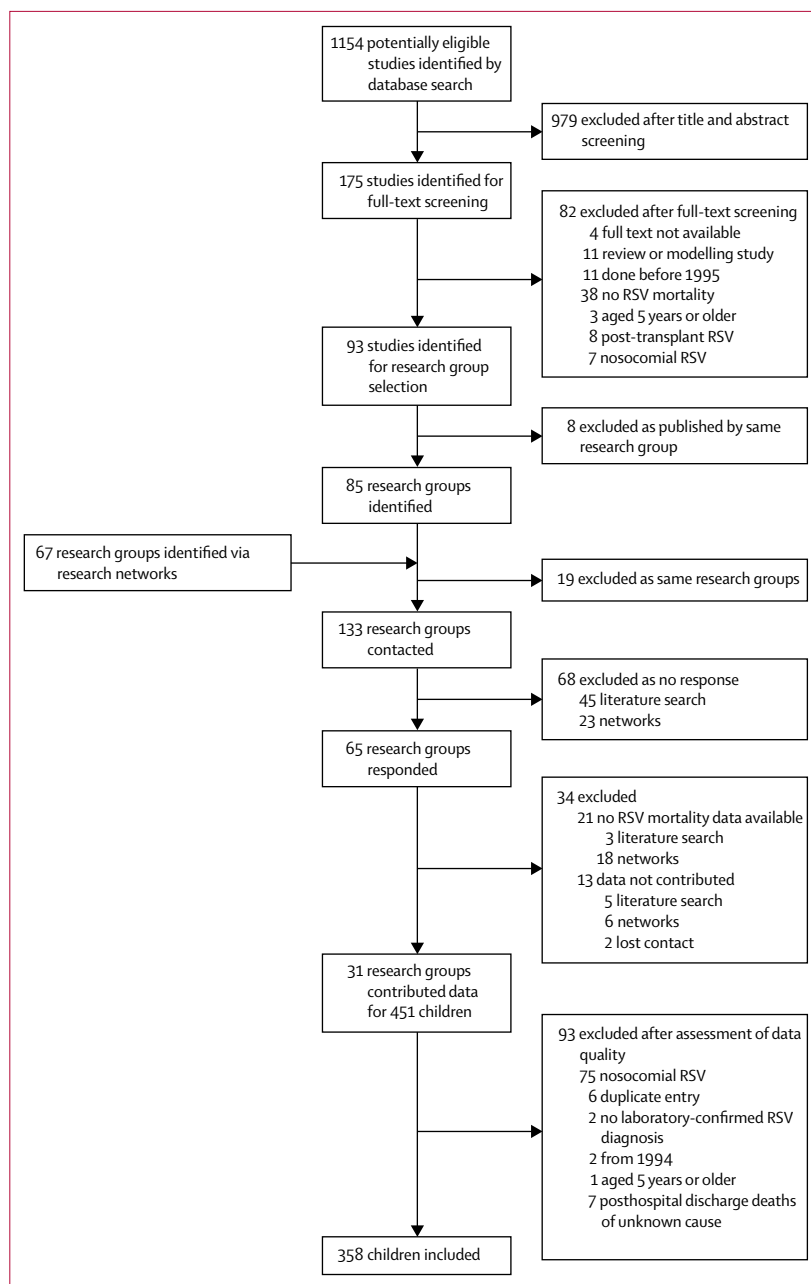 1154 potentially eligible
studies identified by
database search
979 excluded after title and abstract
screening
175 studies identified for
full-text screening
82 excluded after full-text screening
4 full text not available
11 review or modelling study
11 done before 1995
38 no RSV mortality
3 aged 5 years or older
8 post-transplant RSV
7 nosocomial RSV
93 studies identified
for research group
selection
8 excluded as published by same
research group
85 research groups
identified
67 research groups identified via
research networks
19 excluded as same research groups
133 research groups
contacted
68 excluded as no response
45 literature search
23 networks
65 research groups
responded
34 excluded
21 no RSV mortality data available
3 literature search
18 networks
13 data not contributed
5 literature search
6 networks
2 lost contact
31 research groups
contributed data
for 451 children
93 excluded after assessment of data
quality
75 nosocomial RSV
6 duplicate entry
2 no laboratory-confirmed RSV
diagnosis
2 from 1994
1 aged 5 years or older
7 posthospital discharge deaths
of unknown cause
358 children included